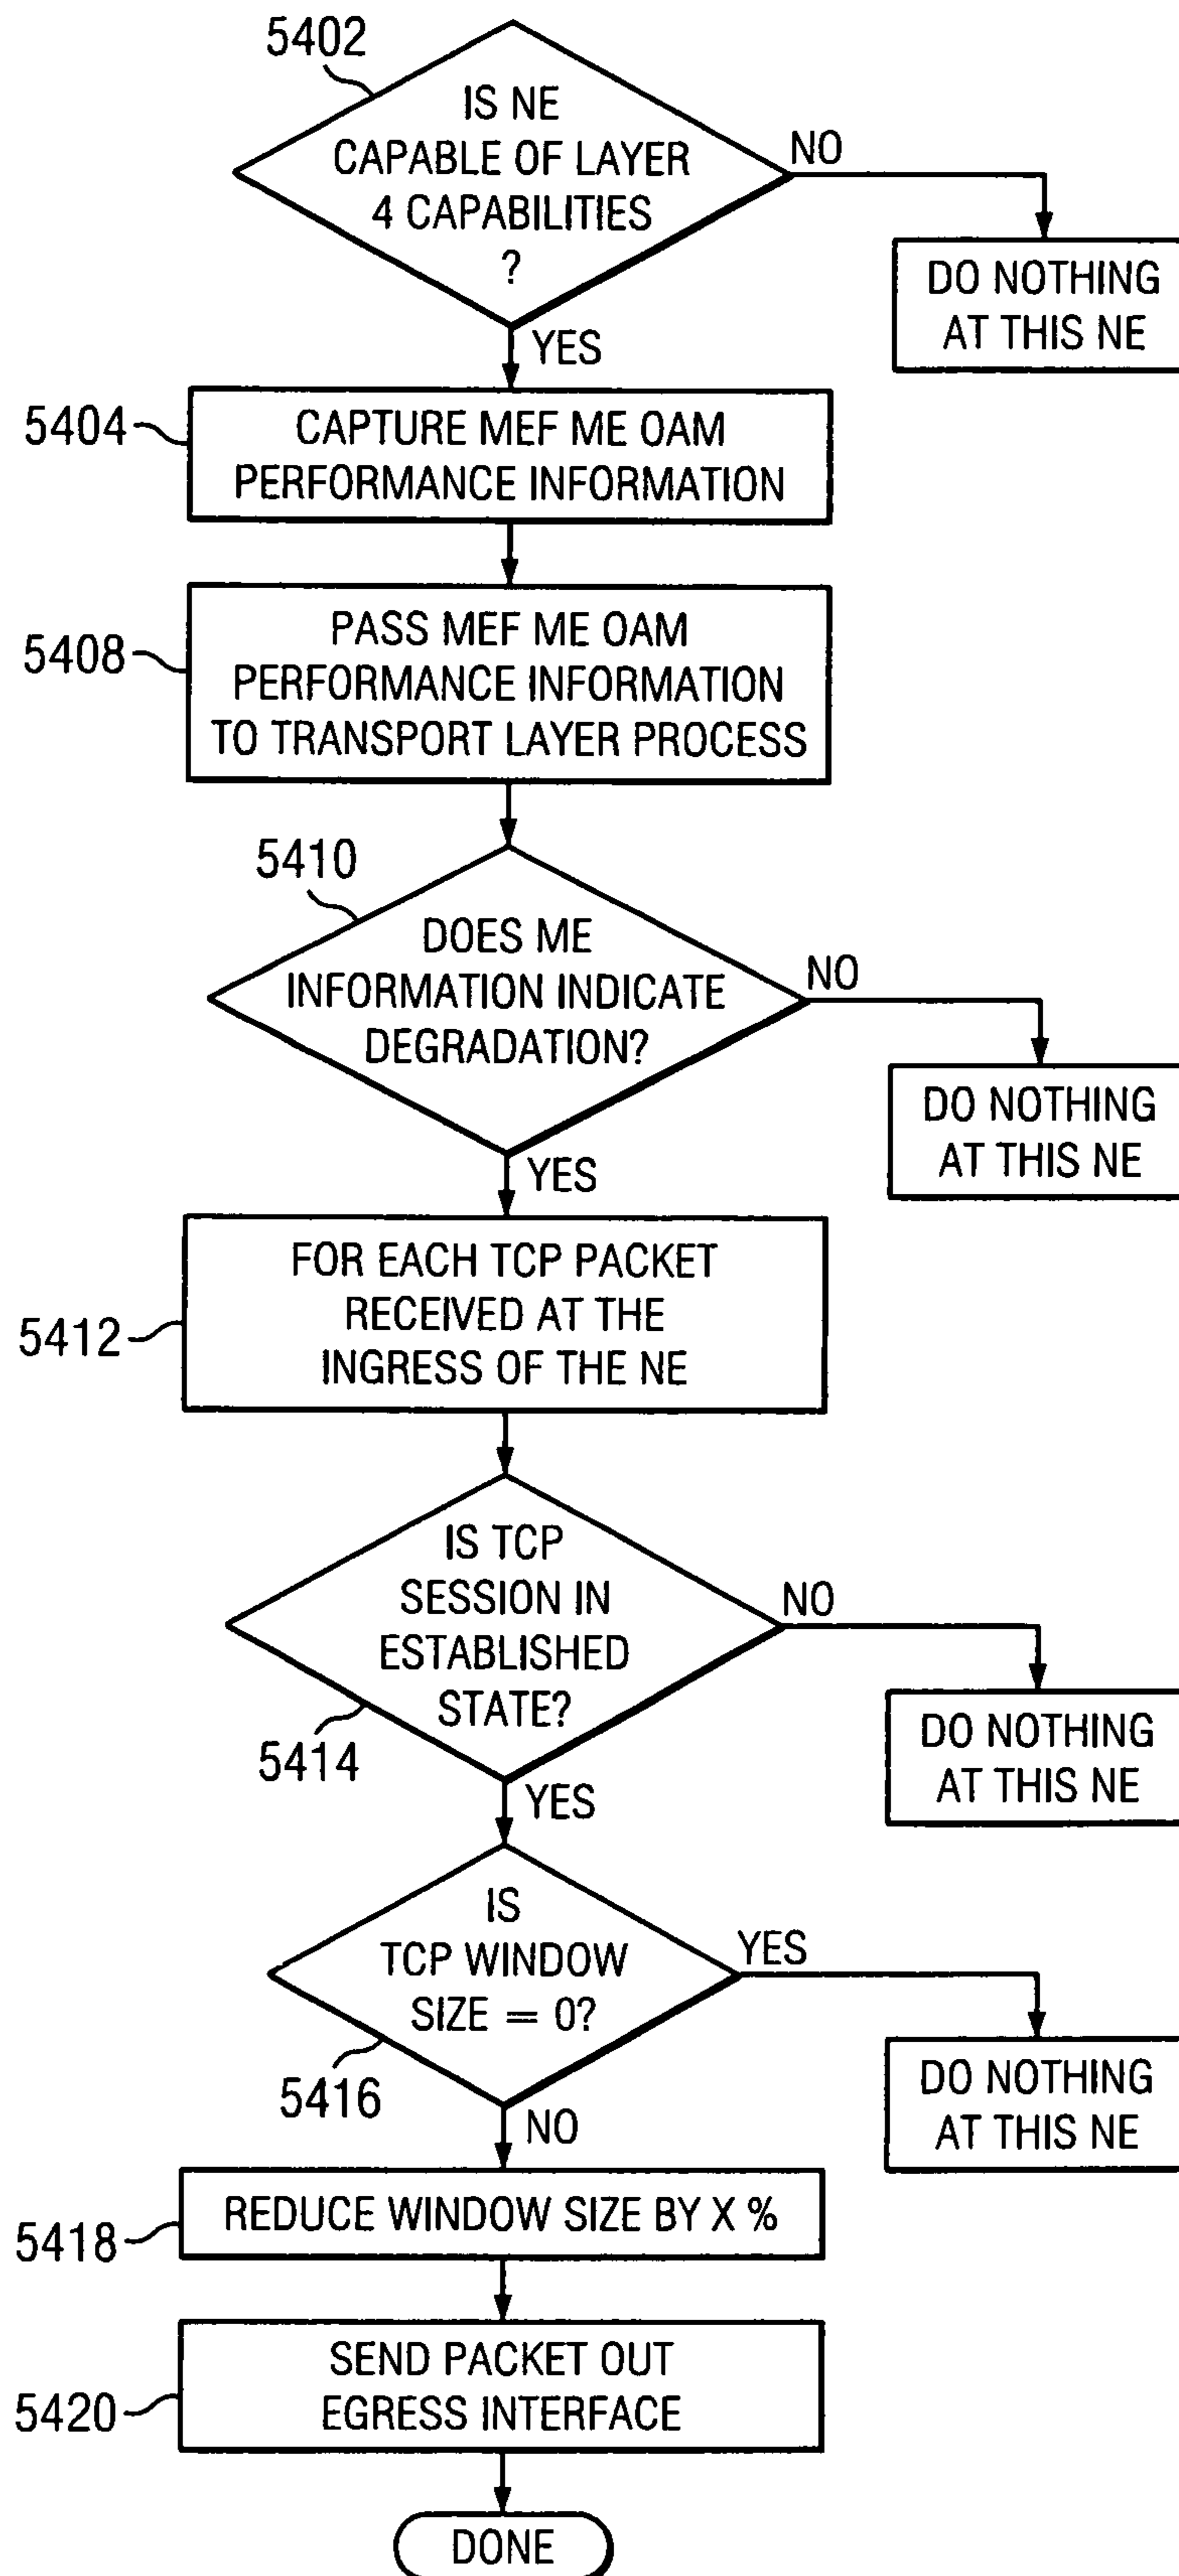 5402
IS NE
CAPABLE OF LAYER
4 CAPABILITIES
?
NO
DO NOTHING
AT THIS NE
YES
5404
CAPTURE MEF ME OAM
PERFORMANCE INFORMATION
5408
PASS MEF ME OAM
PERFORMANCE INFORMATION
TO TRANSPORT LAYER PROCESS
5410
DOES ME
INFORMATION INDICATE
DEGRADATION?
NO
DO NOTHING
AT THIS NE
YES
5412
FOR EACH TCP PACKET
RECEIVED AT THE
INGRESS OF THE NE
IS TCP
SESSION IN
ESTABLISHED
STATE?
5414
NO
DO NOTHING
AT THIS NE
YES
IS
TCP WINDOW
SIZE = 0?
5416
YES
DO NOTHING
AT THIS NE
NO
5418
REDUCE WINDOW SIZE BY X %
5420
SEND PACKET OUT
EGRESS INTERFACE
DONE